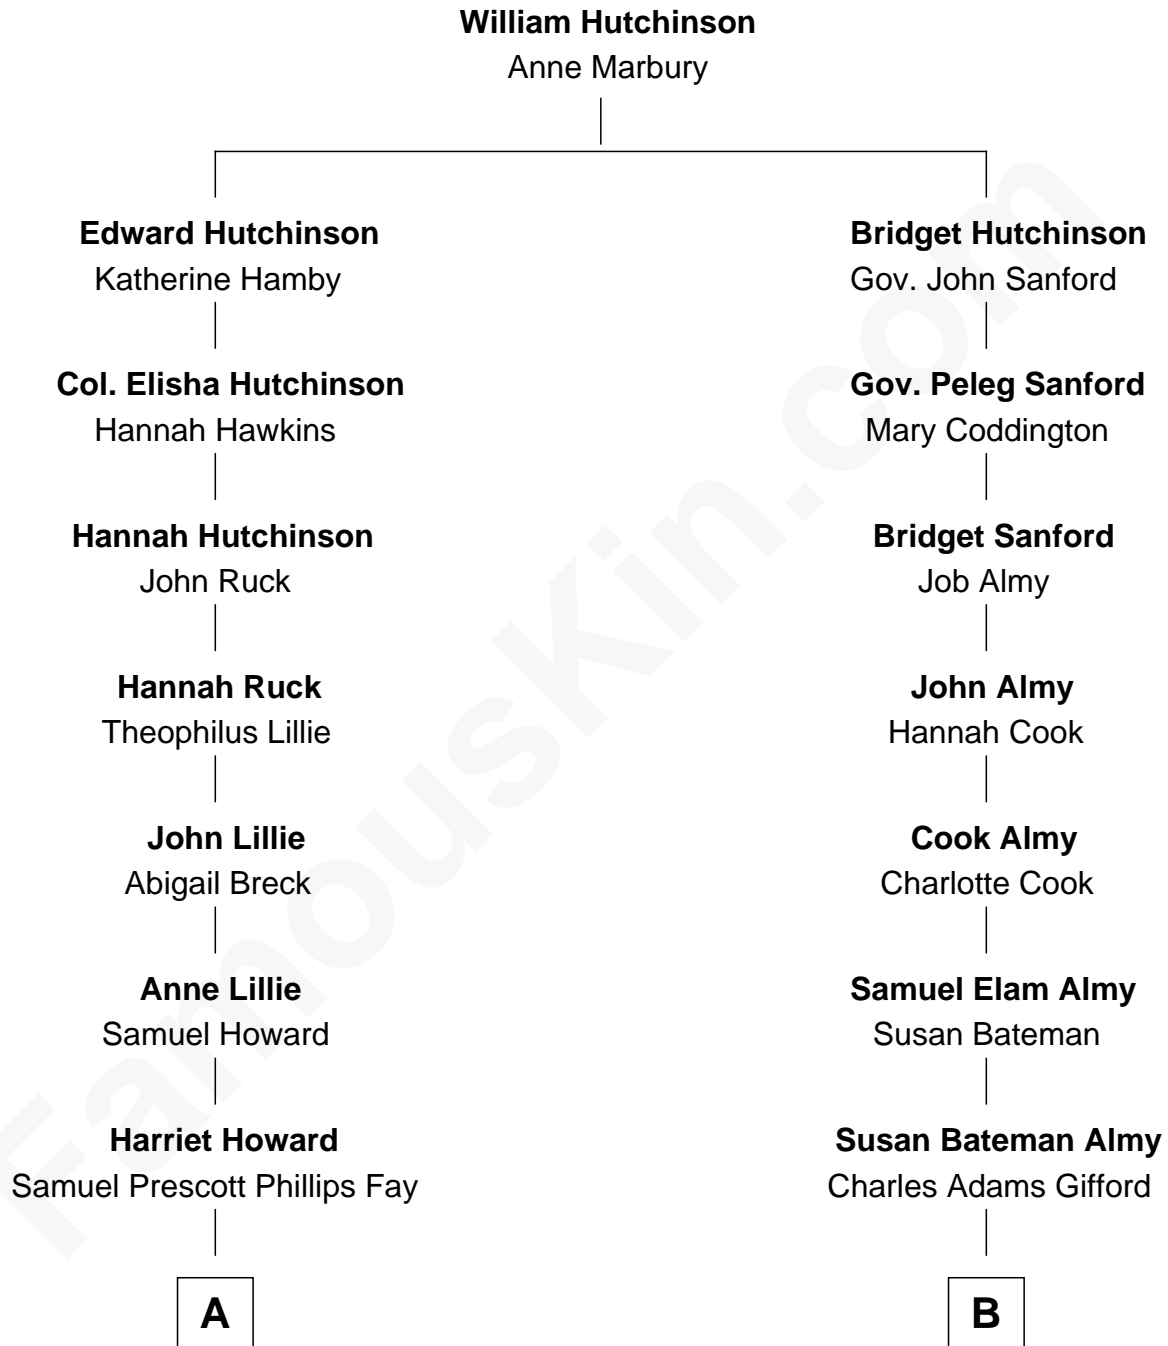 William Hutchinson
Anne Marbury
Edward Hutchinson
Katherine Hamby
Bridget Hutchinson
Gov. John Sanford
Col. Elisha Hutchinson
Hannah Hawkins
Gov. Peleg Sanford
Mary Coddington
Hannah Hutchinson
John Ruck
Bridget Sanford
Job Almy
Hannah Ruck
Theophilus Lillie
John Almy
Hannah Cook
John Lillie
Abigail Breck
Cook Almy
Charlotte Cook
Anne Lillie
Samuel Howard
Samuel Elam Almy
Susan Bateman
Harriet Howard
Samuel Prescott Phillips Fay
Susan Bateman Almy
Charles Adams Gifford
A
B
FamousKin.com